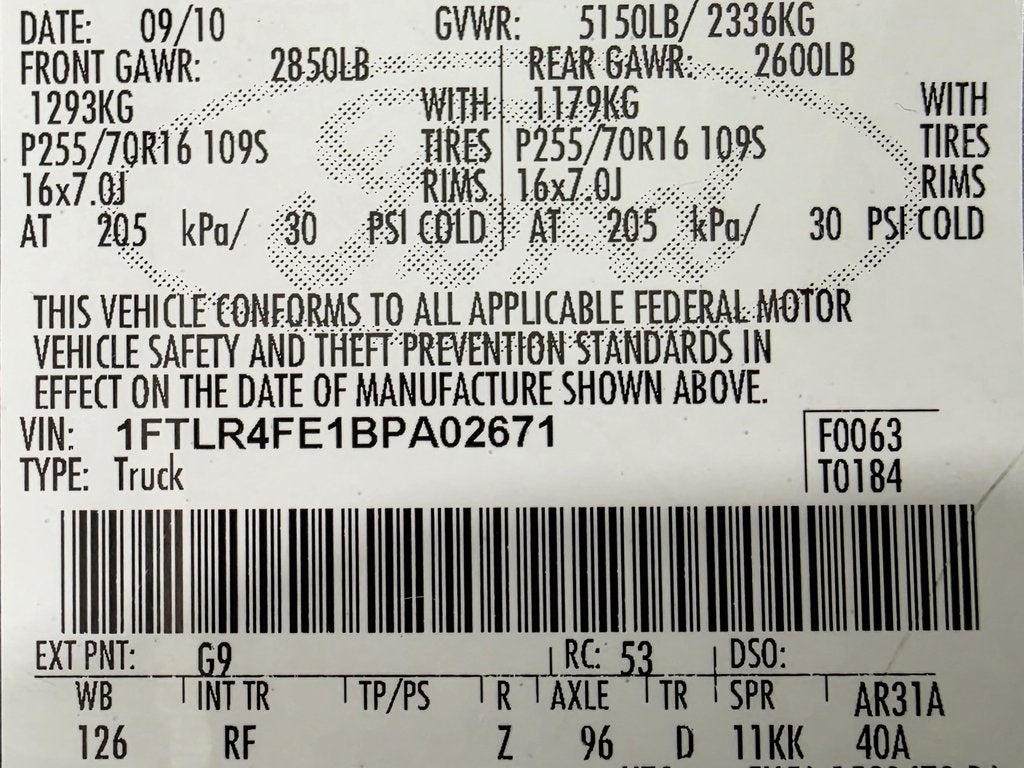 DATE: 09/10 GVWR: 5150LB/ 2336KG
FRONT GAWR: 2850LB REAR GAWR: 2600LB
1293KG WITH 1179KG WITH
P255/70R16 109S TIRES P255/70R16 109S TIRES
16x7.0J RIMS 16x7.0J RIMS
AT 205 kPa/ 30 PSI COLD AT 205 kPa/ 30 PSI COLD
THIS VEHICLE CONFORMS TO ALL APPLICABLE FEDERAL MOTOR
VEHICLE SAFETY AND THEFT PREVENTION STANDARDS IN
EFFECT ON THE DATE OF MANUFACTURE SHOWN ABOVE.
VIN: 1FTLR4FE1BPA02671 F0063
TYPE: Truck T0184
EXT PNT: G9 RC: 53 DSO:
WB INT TR TP/PS R AXLE TR SPR AR31A
126 RF Z 96 D 11KK 40A